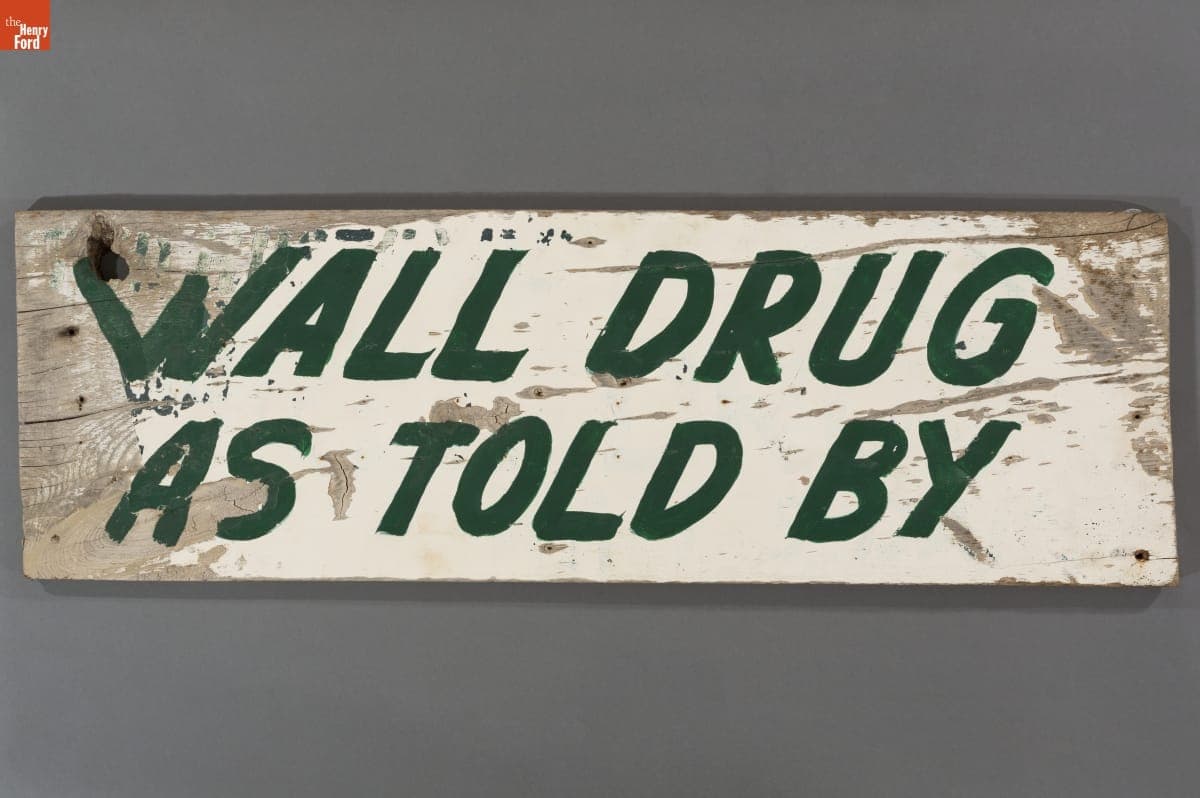 the
Henry
Ford
WALL DRUG
AS TOLD BY